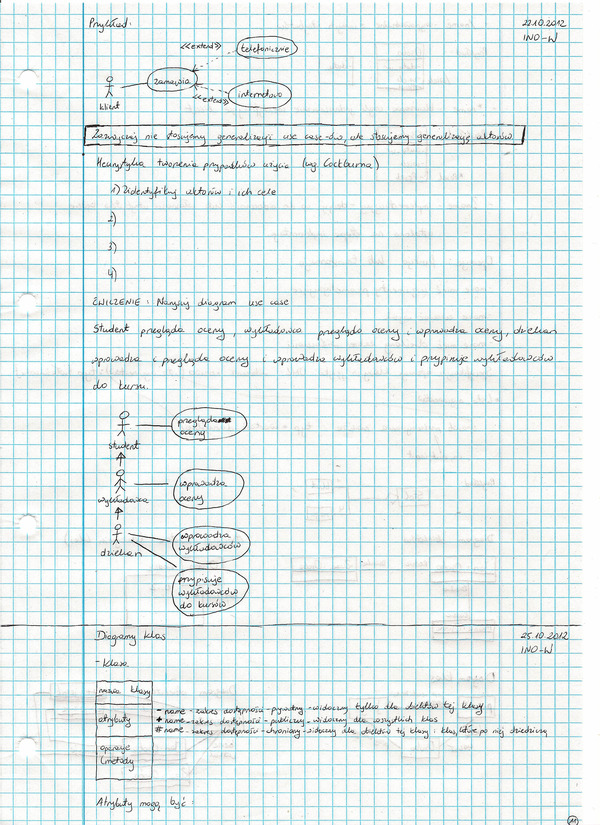 Przykład:
22.10.2012
INO-W
<<extend>>
telefonicznie
zamawia
klient
<<extend>>
internetowo
Zazwyczaj nie stosujemy generalizacji use case-ów, ale stosujemy generalizację aktorów
Heurystyka tworzenia przypadków użycia (wg. Cockburna)
1) Zidentyfikuj aktorów i ich cele
2)
3)
4)
ĆWICZENIE: Narysuj diagram use case
Student przegląda oceny, wykładowca przegląda oceny i wprowadza oceny, dziekan
wprowadza i przegląda oceny i wprowadza wykładowców i przypisuje wykładowców
do kursu.
przegląda
oceny
student
wprowadza
oceny
wykładowca
wprowadza
wykładowców
dziekan
przypisuje
wykładowców
do kursów
Diagramy klas
25.10.2012
INO-W
- Klasa
nazwa klasy
atrybuty
- name - zakres dostępności - prywatny - widoczny tylko dla obiektów tej klasy
+ name - zakres dostępności - publiczny - widoczny dla wszystkich klas
# name - zakres dostępności - chroniony - widoczny dla obiektów tej klasy i klas, które po niej dziedziczą
operacje
(metody)
Atrybuty mogą być:
11